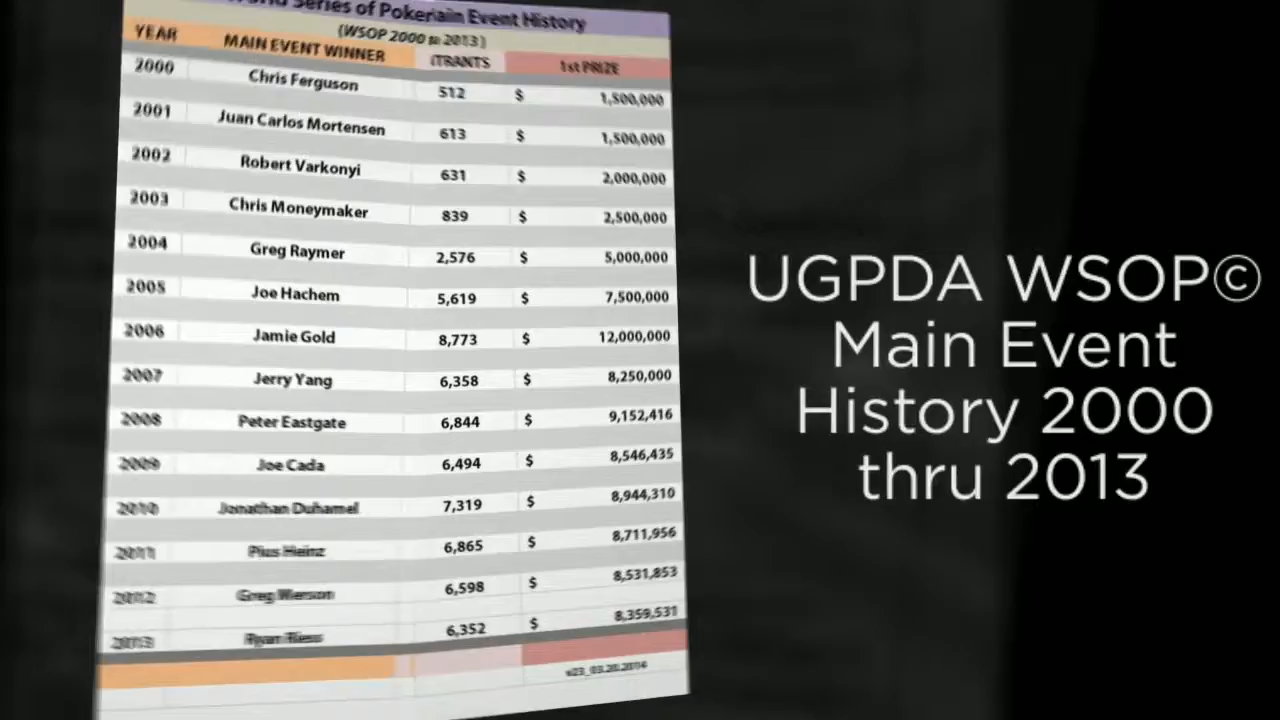 Series of Pokerỉain Event History
(WSOP 2000 to 2013)
YEAR MAIN EVENT WINNER iTRANTS 1st PRIZE
2000 Chris Ferguson 512 $ 1,500,000
2001 Juan Carlos Mortensen 613 $ 1,500,000
2002 Robert Varkonyi 631 $ 2,000,000
2003 Chris Moneymaker 839 $ 2,500,000
2004 Greg Raymer 2,576 $ 5,000,000
2005 Joe Hachem 5,619 $ 7,500,000
2006 Jamie Gold 8,773 $ 12,000,000
2007 Jerry Yang 6,358 $ 8,250,000
2008 Peter Eastgate 6,844 $ 9,152,416
2009 Joe Cada 6,494 $ 8,546,435
2010 Jonathan Duhamel 7,319 $ 8,944,310
2011 Pius Heinz 6,865 $ 8,711,956
2012 Greg Merson 6,598 $ 8,531,853
2013 Ryan Riess 6,352 $ 8,359,531
v23_03.20.2014
UGPDA WSOP©
Main Event
History 2000
thru 2013